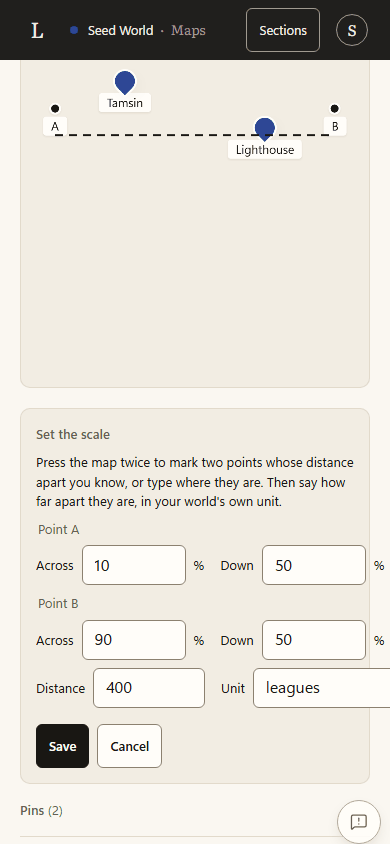 L Seed World · Maps Sections S
Tamsin
A B
Lighthouse
Set the scale
Press the map twice to mark two points whose distance
apart you know, or type where they are. Then say how
far apart they are, in your world's own unit.
Point A
Across 10 % Down 50 %
Point B
Across 90 % Down 50 %
Distance 400 Unit leagues
Save Cancel
Pins (2)